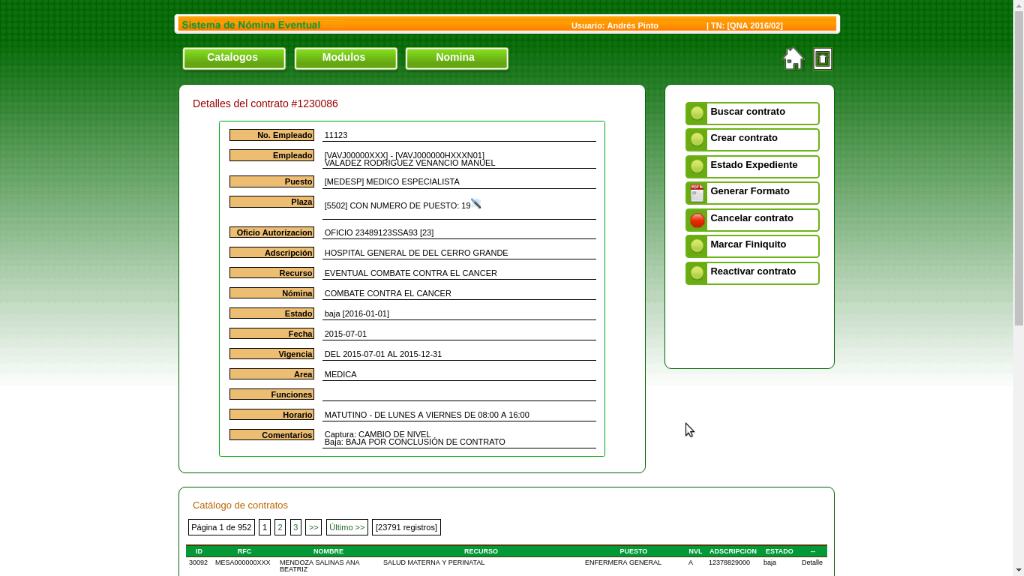 Sistema de Nómina Eventual
Usuario: Andrés Pinto | TN: [QNA 2016/02]
Catalogos Modulos Nomina
Detalles del contrato #1230086
No. Empleado 11123
Empleado [VAVJ00000XXX] - [VAVJ000000HXXXN01]
VALADEZ RODRIGUEZ VENANCIO MANUEL
Puesto [MEDESP] MEDICO ESPECIALISTA
Plaza [5502] CON NUMERO DE PUESTO: 19
Oficio Autorizacion OFICIO 23489123SSA93 [23]
Adscripción HOSPITAL GENERAL DE DEL CERRO GRANDE
Recurso EVENTUAL COMBATE CONTRA EL CANCER
Nómina COMBATE CONTRA EL CANCER
Estado baja [2016-01-01]
Fecha 2015-07-01
Vigencia DEL 2015-07-01 AL 2015-12-31
Area MEDICA
Funciones
Horario MATUTINO - DE LUNES A VIERNES DE 08:00 A 16:00
Comentarios Captura: CAMBIO DE NIVEL
Baja: BAJA POR CONCLUSIÓN DE CONTRATO
Buscar contrato
Crear contrato
Estado Expediente
Generar Formato
Cancelar contrato
Marcar Finiquito
Reactivar contrato
Catálogo de contratos
Página 1 de 952 1 2 3 >> Último >> [23791 registros]
ID RFC NOMBRE RECURSO PUESTO NVL ADSCRIPCION ESTADO --
30092 MESA000000XXX MENDOZA SALINAS ANA SALUD MATERNA Y PERINATAL ENFERMERA GENERAL A 12378829000 baja Detalle
BEATRIZ